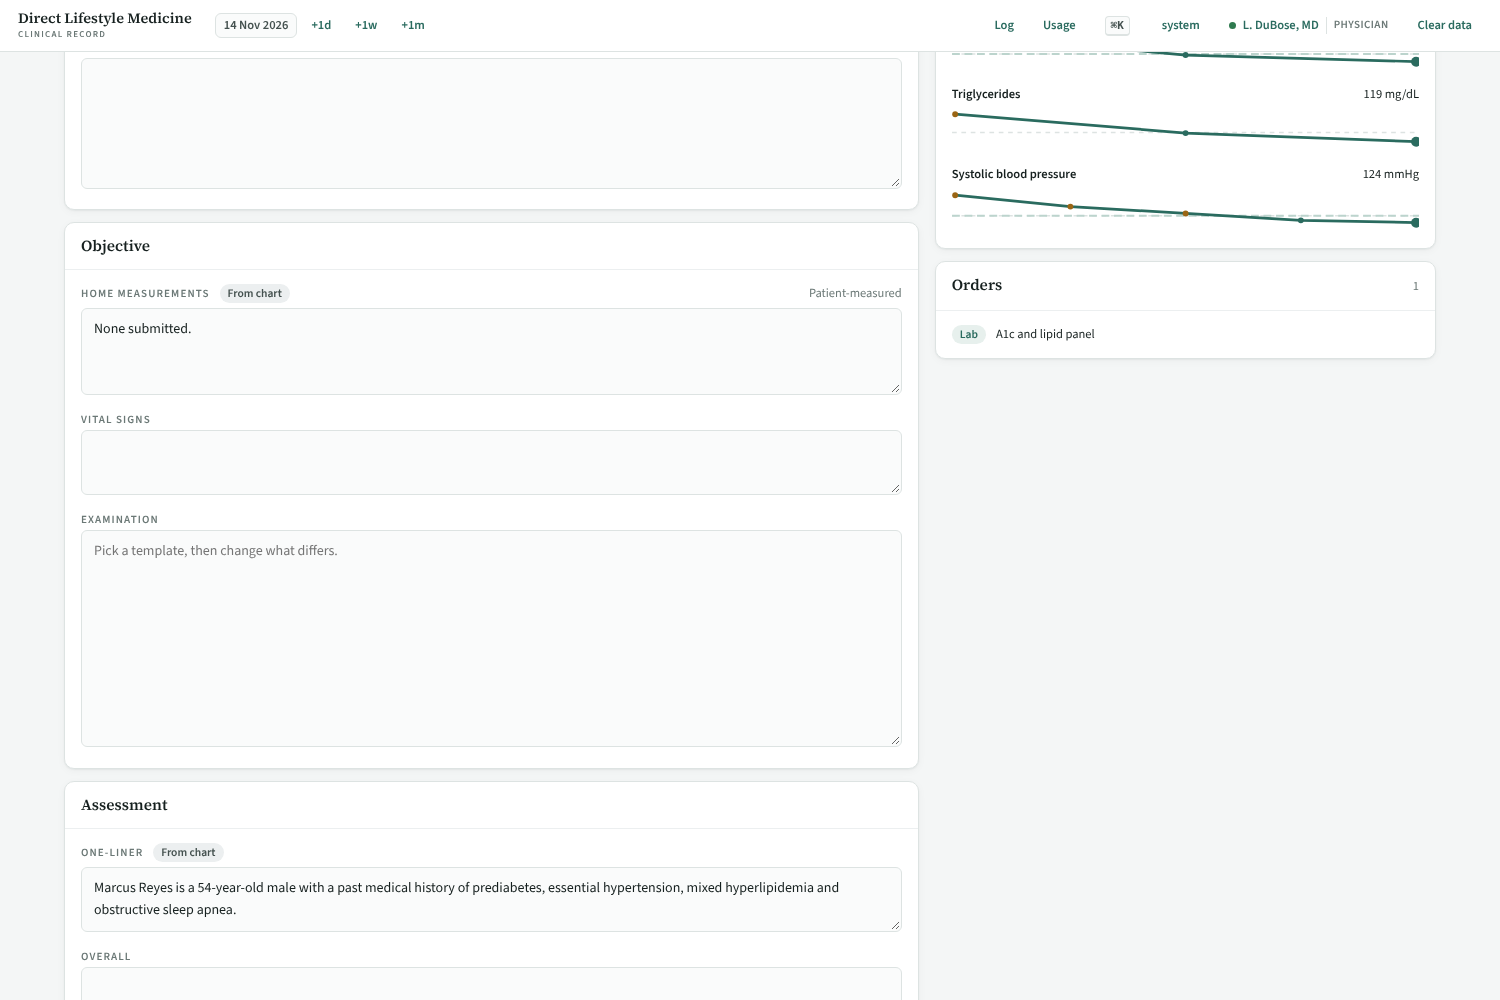 Direct Lifestyle Medicine
CLINICAL RECORD
14 Nov 2026
+1d
+1w
+1m
Log
Usage
⌘K
system
L. DuBose, MD
PHYSICIAN
Clear data
Objective
HOME MEASUREMENTS
From chart
Patient-measured
None submitted.
VITAL SIGNS
EXAMINATION
Pick a template, then change what differs.
Assessment
ONE-LINER
From chart
Marcus Reyes is a 54-year-old male with a past medical history of prediabetes, essential hypertension, mixed hyperlipidemia and
obstructive sleep apnea.
OVERALL
Triglycerides
119 mg/dL
Systolic blood pressure
124 mmHg
Orders
1
Lab
A1c and lipid panel